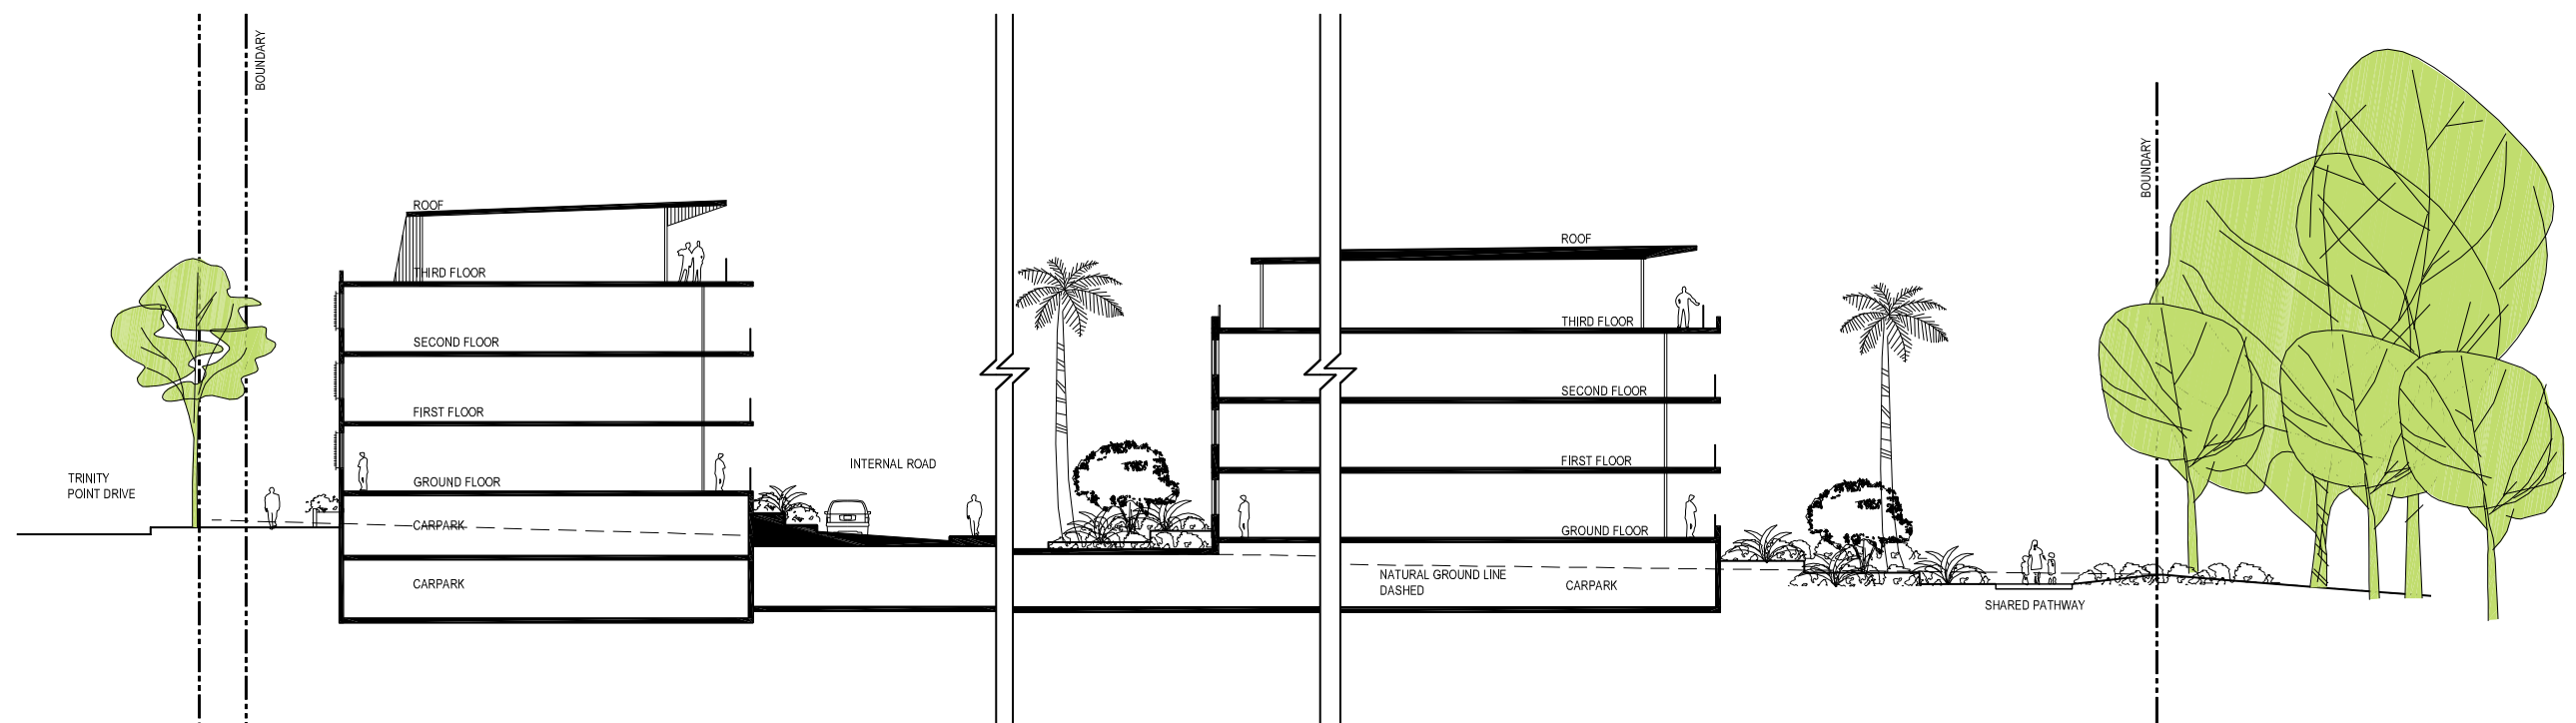 BOUNDARY
TRINITY
POINT DRIVE
ROOF
THIRD FLOOR
SECOND FLOOR
FIRST FLOOR
GROUND FLOOR
CARPARK
CARPARK
INTERNAL ROAD
ROOF
THIRD FLOOR
SECOND FLOOR
FIRST FLOOR
GROUND FLOOR
NATURAL GROUND LINE
DASHED
CARPARK
SHARED PATHWAY
BOUNDARY